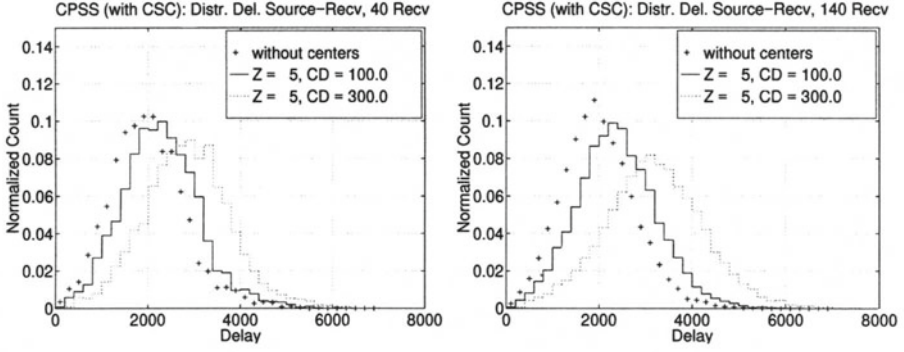 CPSS (with CSC): Distr. Del. Source-Recv, 40 Recv
0.14
0.12
0.1
0.08
0.06
0.04
0.02
0
Normalized Count
+ without centers
Z = 5, CD = 100.0
Z = 5, CD = 300.0
0 2000 4000 6000 8000
Delay
CPSS (with CSC): Distr. Del. Source-Recv, 140 Recv
0.14
0.12
0.1
0.08
0.06
0.04
0.02
0
Normalized Count
+ without centers
Z = 5, CD = 100.0
Z = 5, CD = 300.0
0 2000 4000 6000 8000
Delay